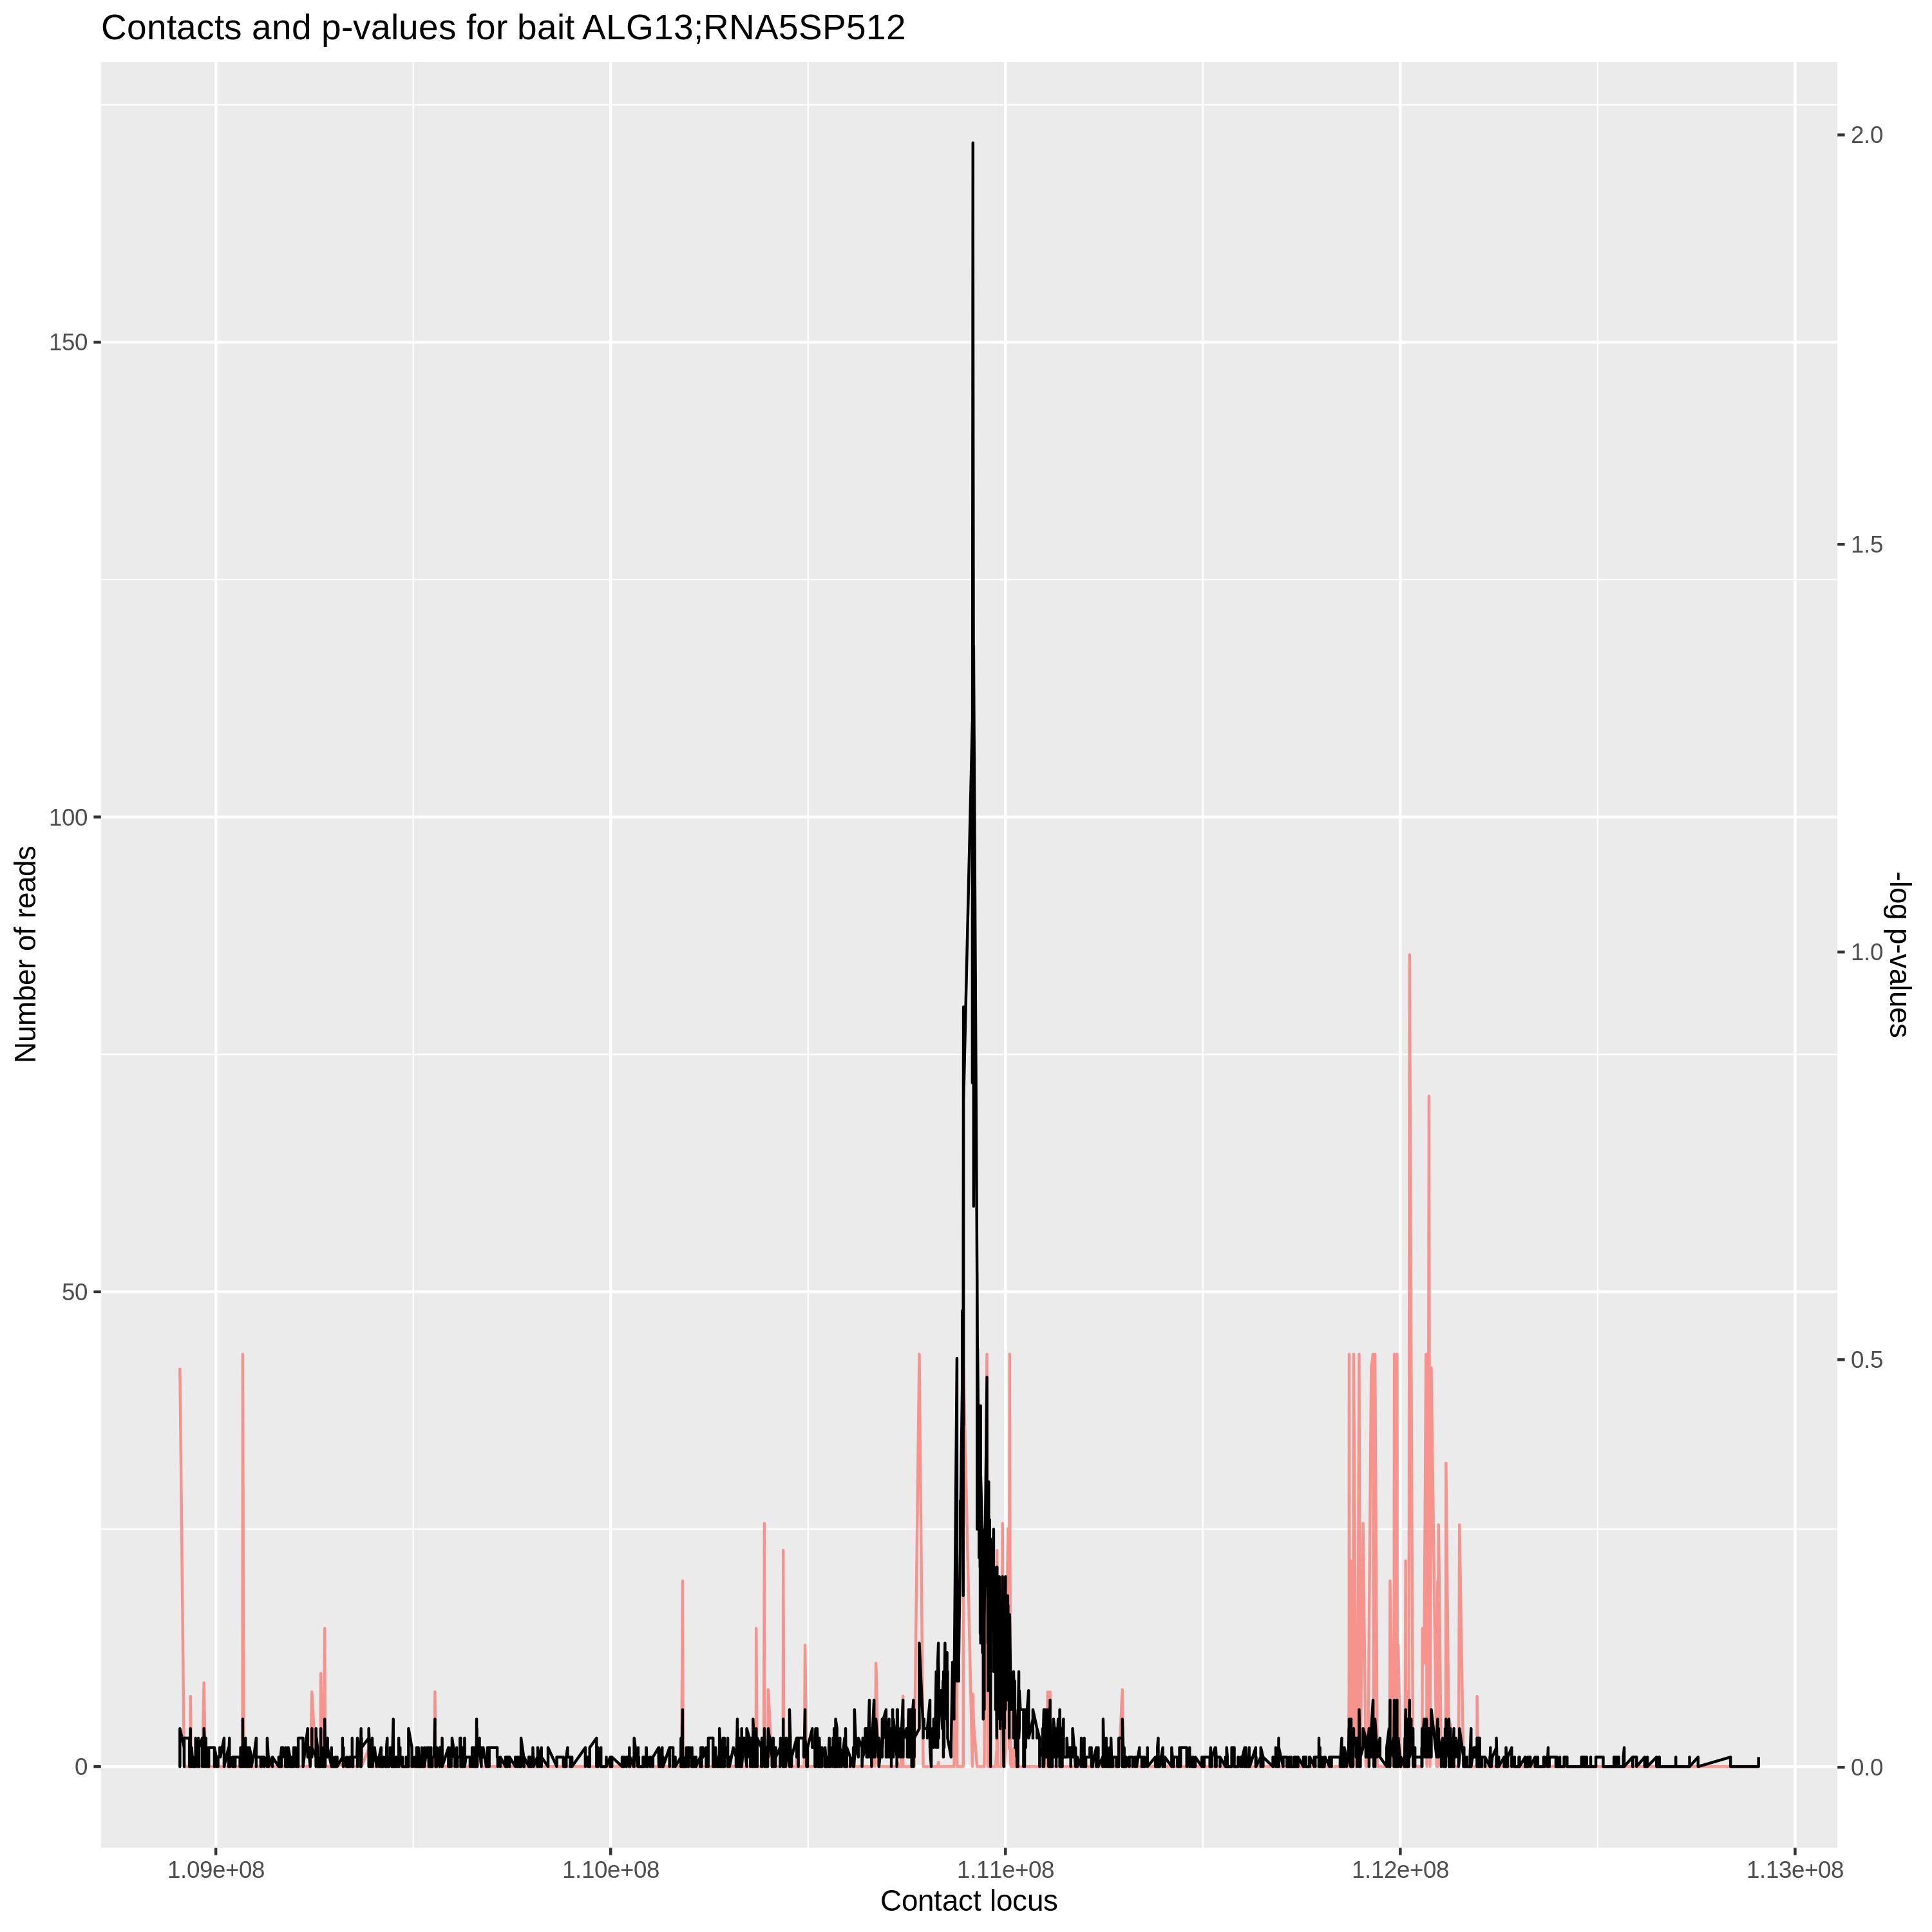 Contacts and p-values for bait ALG13;RNA5SP512
2.0
150
1.5
100
Number of reads
-log p-values
1.0
50
0.5
0
0.0
1.09e+08
1.10e+08
1.11e+08
1.12e+08
1.13e+08
Contact locus